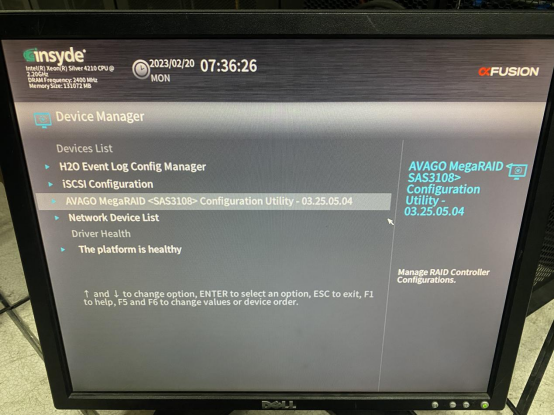 insyde
Intel(R) Xeon(R) Silver 4210 CPU @
2.20GHz
DRAM Frequency: 2400 MHz
Memory Size: 131072 MB
2023/02/20
MON
07:36:26
FUSION
Device Manager
Devices List
H2O Event Log Config Manager
iSCSI Configuration
AVAGO MegaRAID <SAS3108> Configuration Utility - 03.25.05.04
Network Device List
Driver Health
The platform is healthy
↑ and ↓ to change option, ENTER to select an option, ESC to exit, F1
to help, F5 and F6 to change values or device order.
AVAGO MegaRAID <
SAS3108>
Configuration
Utility -
03.25.05.04
Manage RAID Controller
Configurations.
DELL